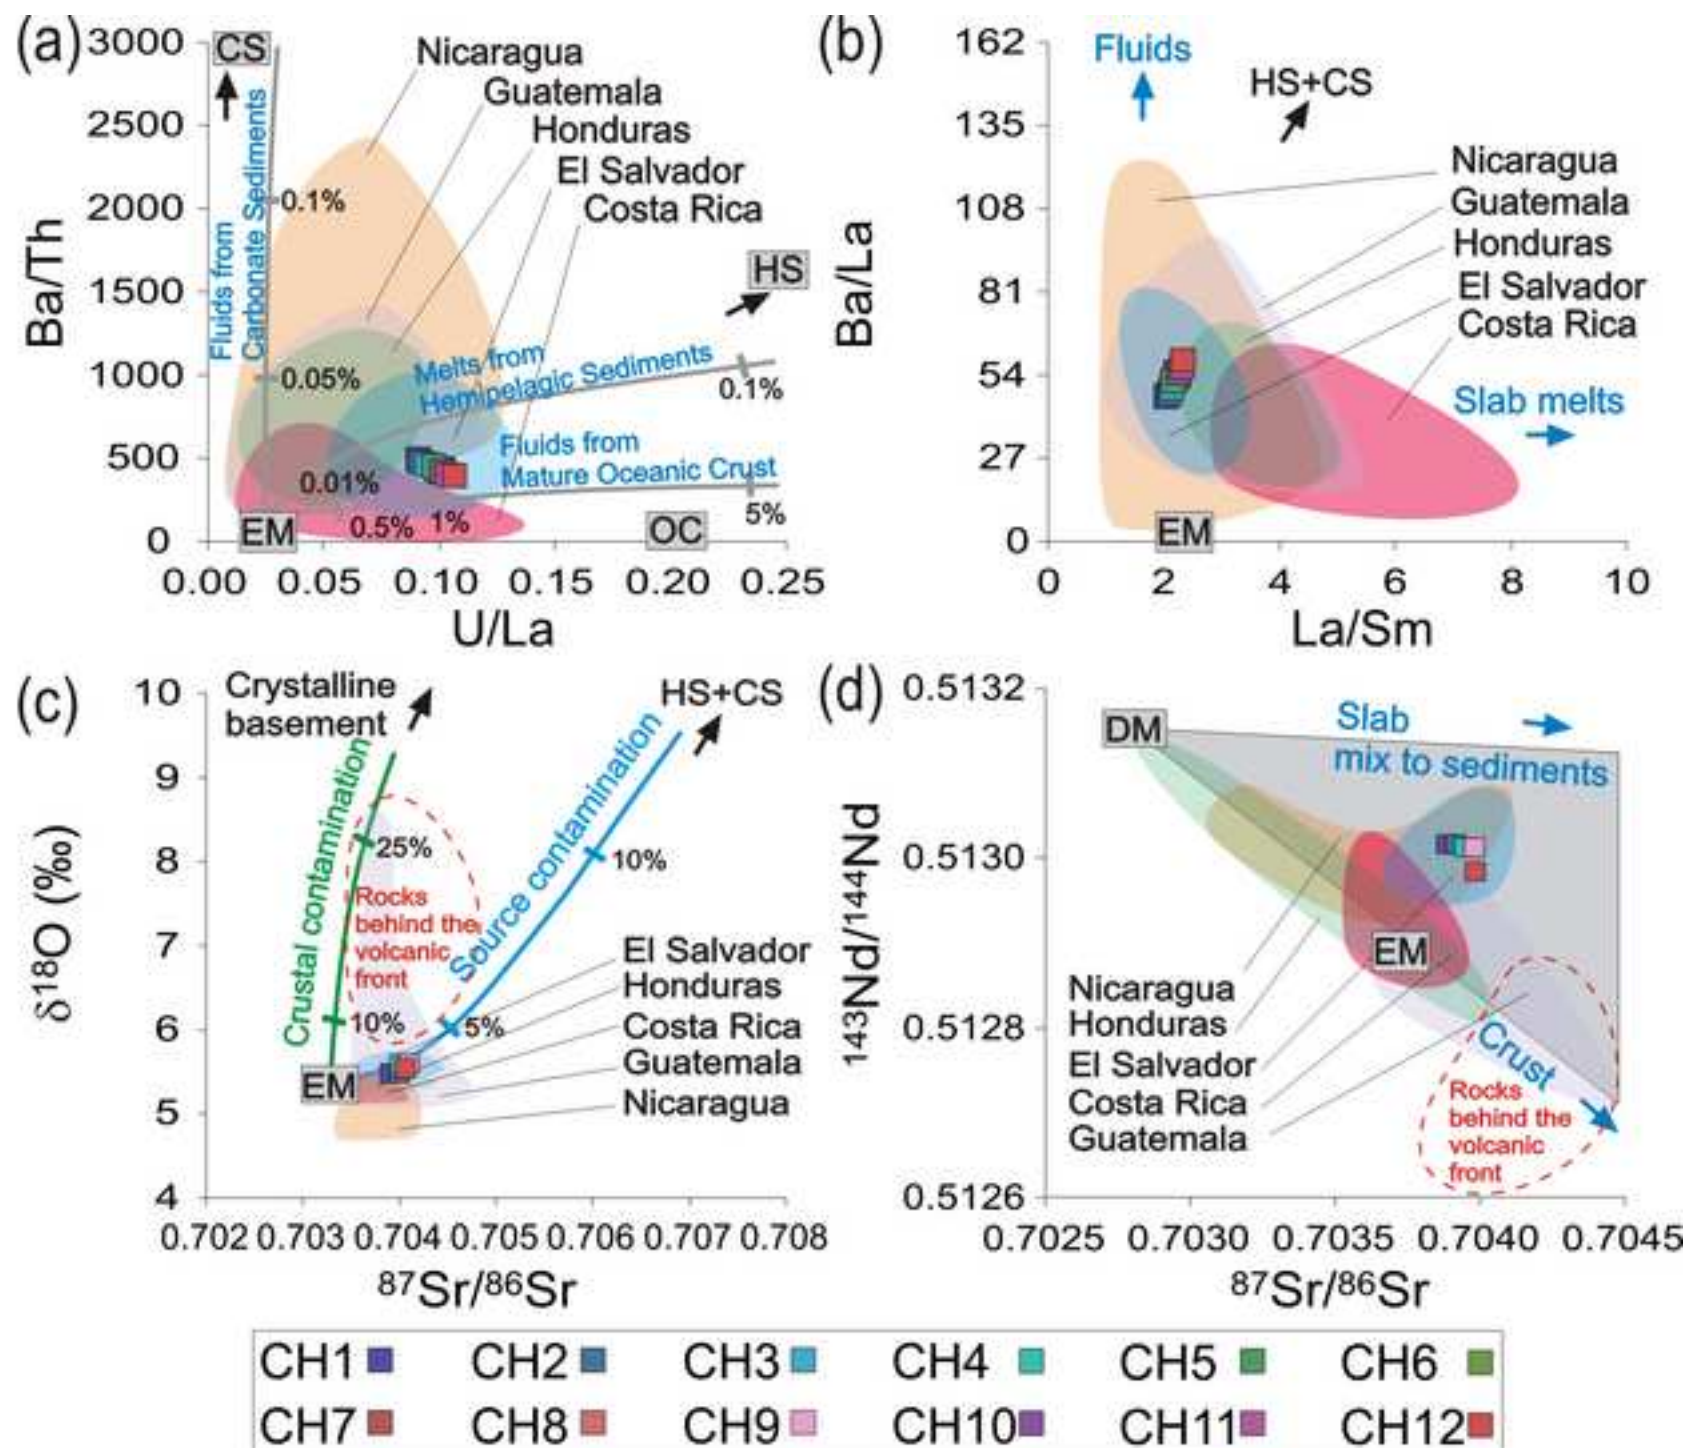 (a)
3000
2500
2000
1500
1000
500
0
Ba/Th
CS
Fluids from
Carbonate Sediments
0.1%
0.05%
0.01%
0.5%
1%
5%
0.1%
Nicaragua
Guatemala
Honduras
El Salvador
Costa Rica
HS
Melts from
Hemipelagic Sediments
Fluids from
Mature Oceanic Crust
EM
OC
0.00 0.05 0.10 0.15 0.20 0.25
U/La
(b)
162
135
108
81
54
27
0
Ba/La
Fluids
HS+CS
Nicaragua
Guatemala
Honduras
El Salvador
Costa Rica
Slab melts
EM
0 2 4 6 8 10
La/Sm
(c)
10
9
8
7
6
5
4
δ¹⁸O (‰)
Crystalline
basement
HS+CS
Crustal contamination
Source contamination
25%
10%
10%
5%
Rocks
behind the
volcanic
front
EM
El Salvador
Honduras
Costa Rica
Guatemala
Nicaragua
0.702 0.703 0.704 0.705 0.706 0.707 0.708
⁸⁷Sr/⁸⁶Sr
(d)
0.5132
0.5130
0.5128
0.5126
¹⁴³Nd/¹⁴⁴Nd
DM
Slab
mix to sediments
EM
Nicaragua
Honduras
El Salvador
Costa Rica
Guatemala
Crust
Rocks
behind the
volcanic
front
0.7025 0.7030 0.7035 0.7040 0.7045
⁸⁷Sr/⁸⁶Sr
CH1 CH2 CH3 CH4 CH5 CH6
CH7 CH8 CH9 CH10 CH11 CH12